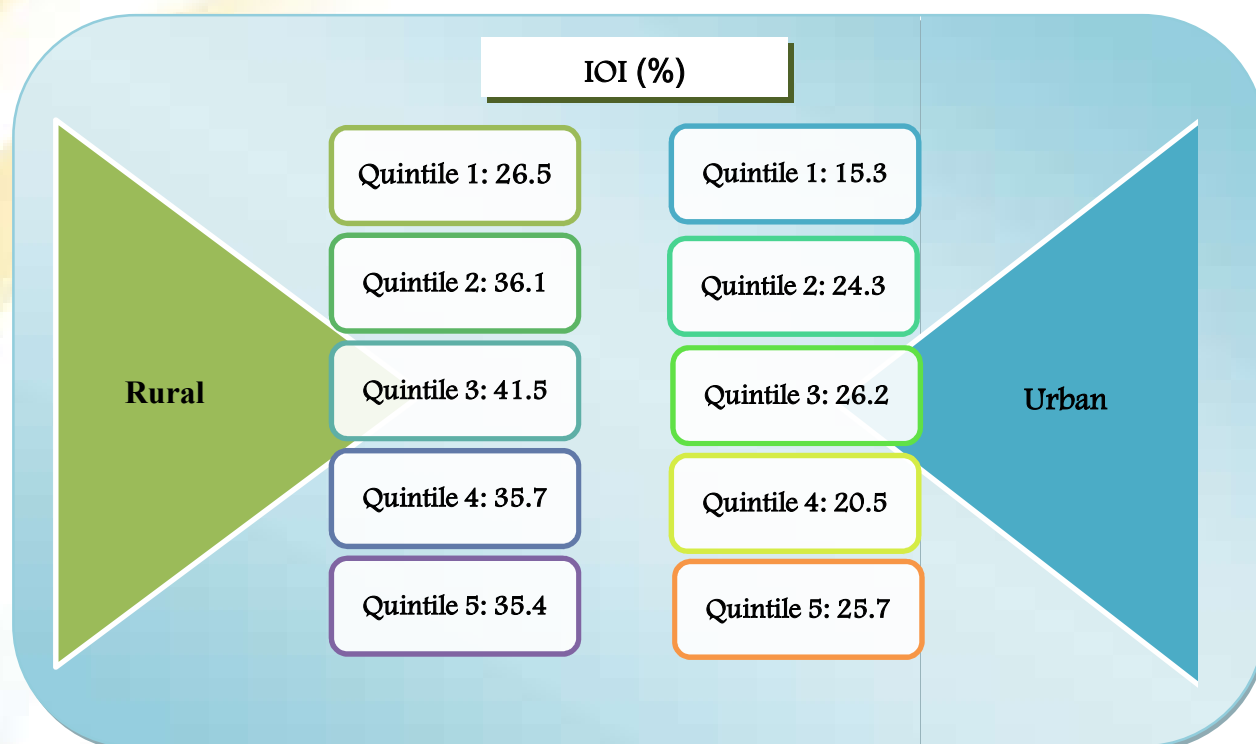 IOI (%)
Rural
Quintile 1: 26.5
Quintile 2: 36.1
Quintile 3: 41.5
Quintile 4: 35.7
Quintile 5: 35.4
Quintile 1: 15.3
Quintile 2: 24.3
Quintile 3: 26.2
Quintile 4: 20.5
Quintile 5: 25.7
Urban